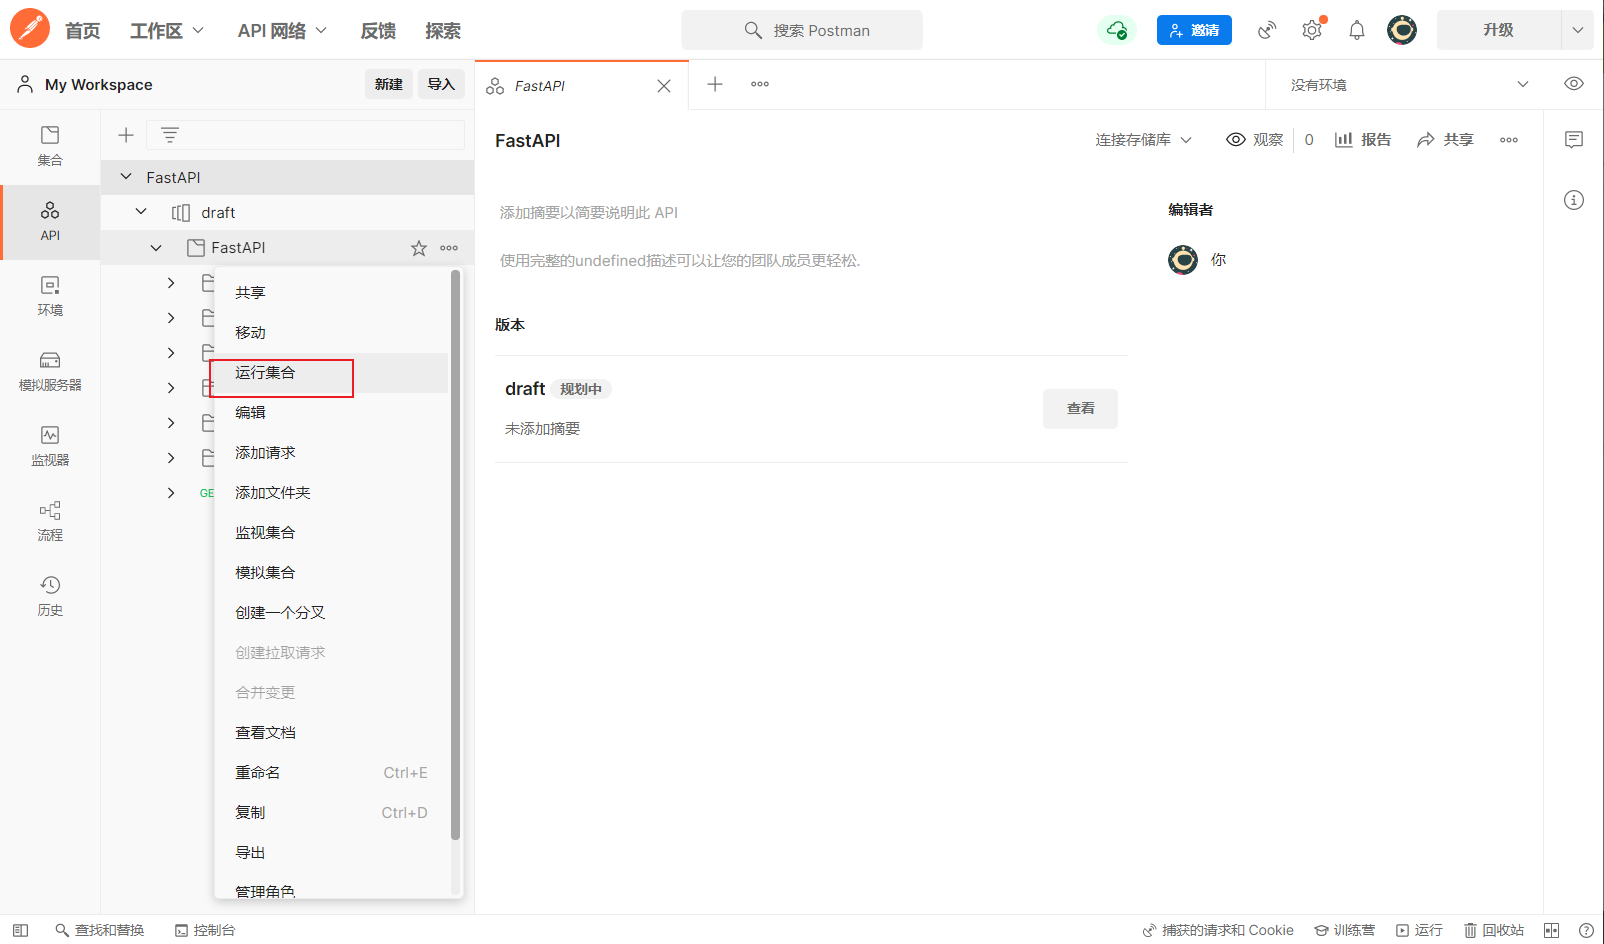 首页
工作区
API 网络
反馈
探索
搜索 Postman
邀请
升级
My Workspace
新建
导入
FastAPI
没有环境
集合
API
环境
模拟服务器
监视器
流程
历史
FastAPI
draft
FastAPI
GE
共享
移动
运行集合
编辑
添加请求
添加文件夹
监视集合
模拟集合
创建一个分叉
创建拉取请求
合并变更
查看文档
重命名 Ctrl+E
复制 Ctrl+D
导出
管理角色
FastAPI
连接存储库
观察
0
报告
共享
添加摘要以简要说明此 API
使用完整的undefined描述可以让您的团队成员更轻松.
编辑者
你
版本
draft 规划中
未添加摘要
查看
查找和替换
控制台
捕获的请求和 Cookie
训练营
运行
回收站